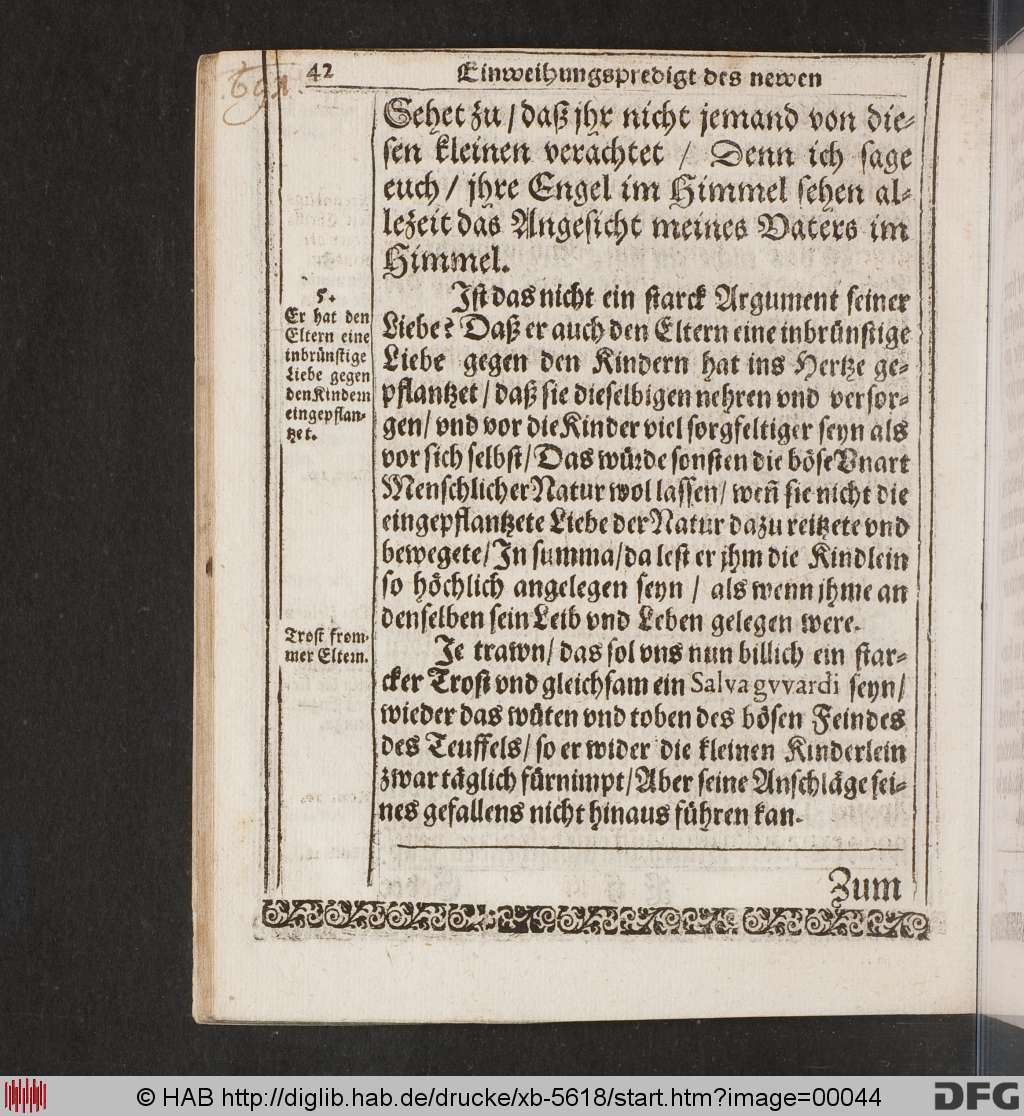 42 Einweihungspredigt des newen
Sehet zu / daß jhr nicht jemand von die-
sen kleinen verachtet / Denn ich sage
euch / jhre Engel im Himmel sehen al-
lezeit das Angesicht meines Vaters im
Himmel.
5.
Er hat den
Eltern eine
inbrünstige
Liebe gegen
den Kindern
eingepflan-
tzet.
Ist das nicht ein starck Argument seiner
Liebe? Daß er auch den Eltern eine inbrünstige
Liebe gegen den Kindern hat ins Hertze ge-
pflantzet / daß sie dieselbigen nehren vnd versor-
gen / vnd vor die Kinder viel sorgfeltiger seyn als
vor sich selbst / Das würde sonsten die böse Vnart
Menschlicher Natur wol lassen / weñ sie nicht die
eingepflantzete Liebe der Natur dazu reitzete vnd
bewegete / In summa / da lest er jhm die Kindlein
so höchlich angelegen seyn / als wenn jhme an
denselben sein Leib vnd Leben gelegen were.
Trost from-
mer Eltern.
Je trawn / das sol vns nun billich ein star-
cker Trost vnd gleichsam ein Salva gvvardi seyn /
wieder das wüten vnd toben des bösen Feindes
des Teuffels / so er wider die kleinen Kinderlein
zwar täglich fürnimpt / Aber seine Anschläge sei-
nes gefallens nicht hinaus führen kan.
Zum
© HAB http://diglib.hab.de/drucke/xb-5618/start.htm?image=00044
DFG